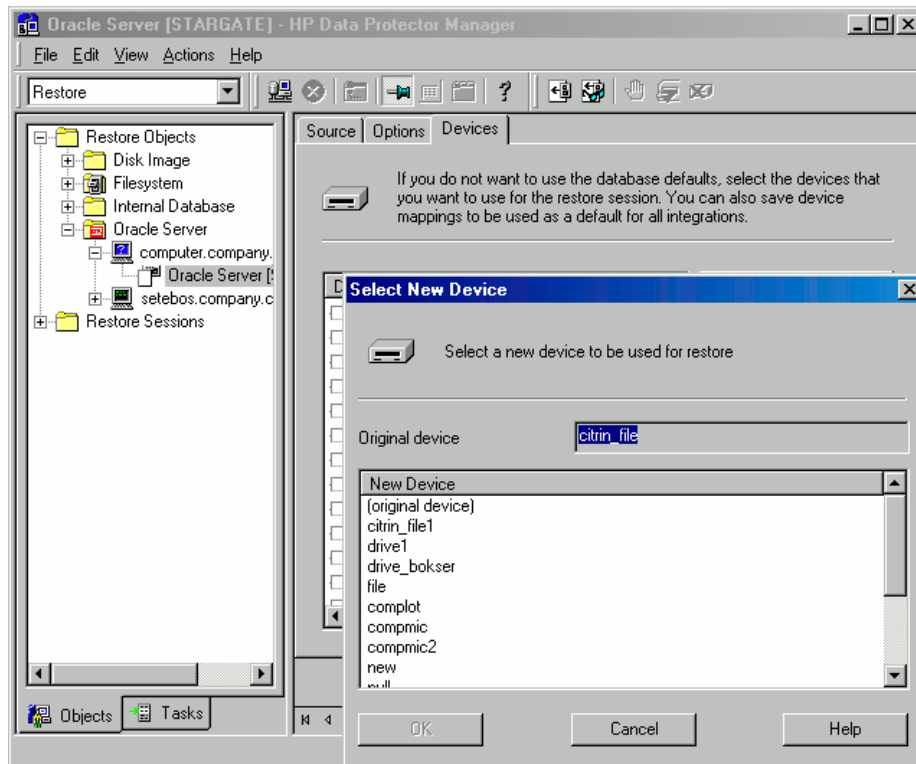 Oracle Server [STARGATE] - HP Data Protector Manager
File Edit View Actions Help
Restore
Restore Objects
Disk Image
Filesystem
Internal Database
Oracle Server
computer.company.
Oracle Server [
setebos.company.c
Restore Sessions
Objects Tasks
Source Options Devices
If you do not want to use the database defaults, select the devices that
you want to use for the restore session. You can also save device
mappings to be used as a default for all integrations.
Select New Device
Select a new device to be used for restore
Original device citrin_file
New Device
(original device)
citrin_file1
drive1
drive_bokser
file
complot
compmic
compmic2
new
null
OK Cancel Help